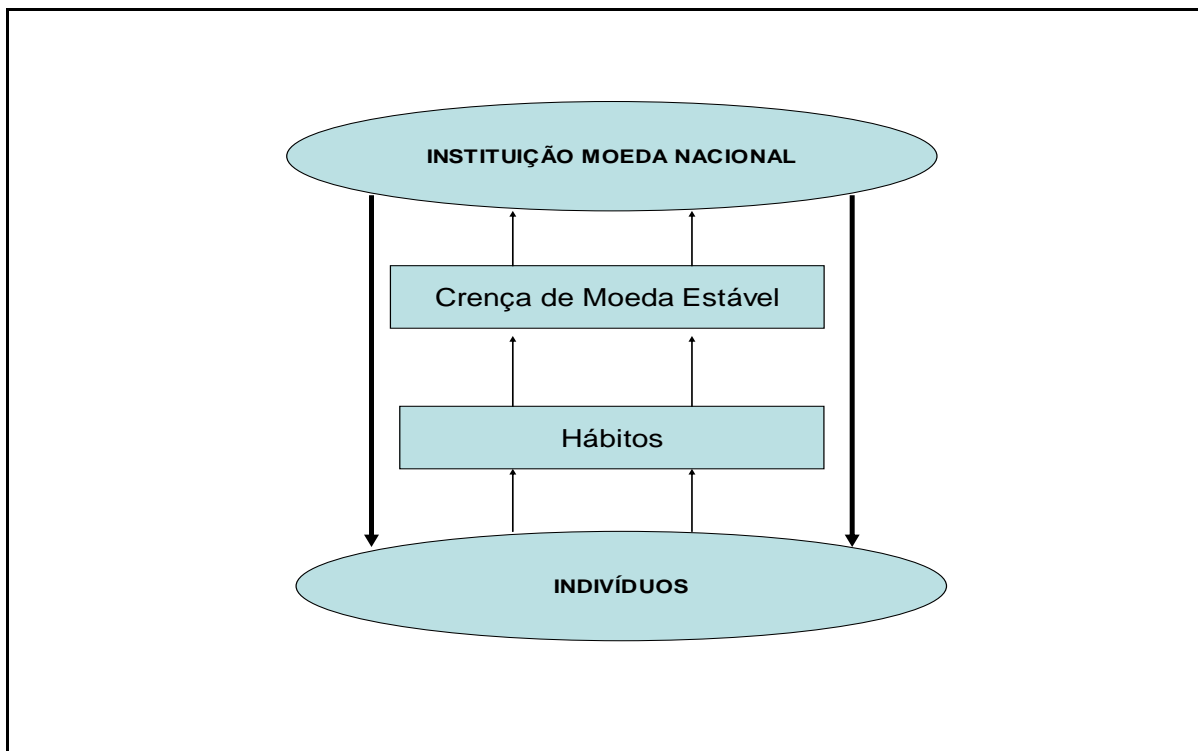 INSTITUIÇÃO MOEDA NACIONAL
Crença de Moeda Estável
Hábitos
INDIVÍDUOS